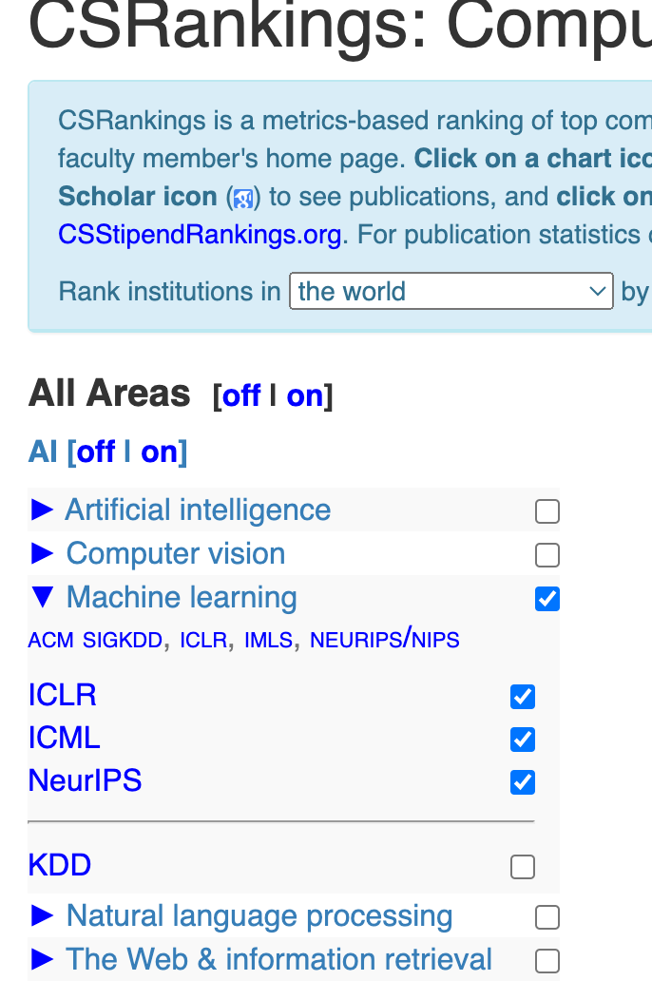 CSRankings: Compu
CSRankings is a metrics-based ranking of top com
faculty member's home page. Click on a chart ico
Scholar icon () to see publications, and click on
CSStipendRankings.org. For publication statistics
Rank institutions in the world by
All Areas [off | on]
AI [off | on]
► Artificial intelligence
► Computer vision
▼ Machine learning
ACM SIGKDD, ICLR, IMLS, NEURIPS/NIPS
ICLR
ICML
NeurIPS
KDD
► Natural language processing
► The Web & information retrieval